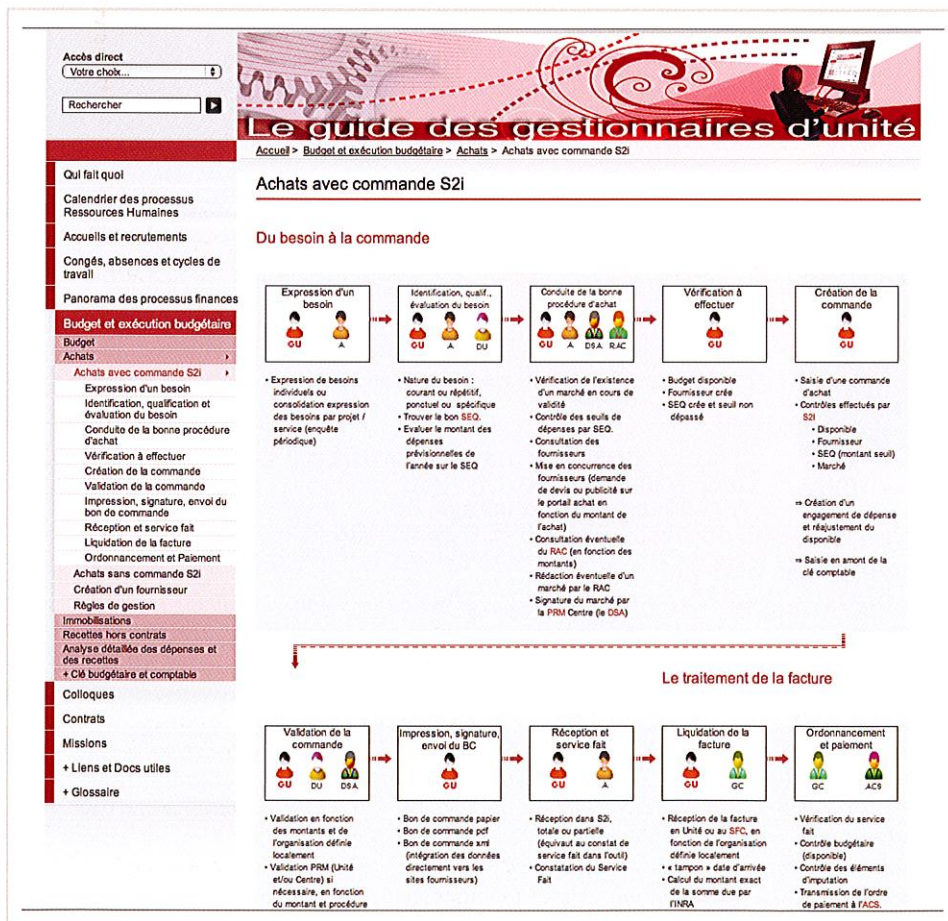 Accès direct
Votre choix...
Rechercher
Le guide des gestionnaires d'unité
Accueil > Budget et exécution budgétaire > Achats > Achats avec commande S2i
Qui fait quoi
Calendrier des processus
Ressources Humaines
Accueils et recrutements
Congés, absences et cycles de
travail
Panorama des processus finances
Budget et exécution budgétaire
Budget
Achats
Achats avec commande S2i
Expression d'un besoin
Identification, qualification et
évaluation du besoin
Conduite de la bonne procédure
d'achat
Vérification à effectuer
Création de la commande
Validation de la commande
Impression, signature, envoi du
bon de commande
Réception et service fait
Liquidation de la facture
Ordonnancement et Paiement
Achats sans commande S2i
Création d'un fournisseur
Règles de gestion
Immobilisations
Recettes hors contrats
Analyse détaillée des dépenses et
des recettes
+ Clé budgétaire et comptable
Colloques
Contrats
Missions
+ Liens et Docs utiles
+ Glossaire
Achats avec commande S2i
Du besoin à la commande
Expression d'un
besoin
GU A
• Expression de besoins
individuels ou
consolidation expression
des besoins par projet /
service (enquête
périodique)
Identification, qualif.,
évaluation du besoin
GU A DU
• Nature du besoin :
courant ou répétitif,
ponctuel ou spécifique
• Trouver le bon SEQ.
• Evaluer le montant des
dépenses
prévisionnelles de
l'année sur le SEQ
Conduite de la bonne
procédure d'achat
GU A DSA RAC
• Vérification de l'existence
d'un marché en cours de
validité
• Contrôle des seuils de
dépenses par SEQ.
• Consultation des
fournisseurs
• Mise en concurrence des
fournisseurs (demande
de devis ou publicité sur
le portail achat en
fonction du montant de
l'achat)
• Consultation éventuelle
du RAC (en fonction des
montants)
• Rédaction éventuelle d'un
marché par le RAC
• Signature du marché par
la PRM Centre (le DSA)
Vérification à
effectuer
GU
• Budget disponible
• Fournisseur crée
• SEQ crée et seuil non
dépassé
Création de la
commande
GU
• Saisie d'une commande
d'achat
• Contrôles effectués par
S2I
• Disponible
• Fournisseur
• SEQ (montant seuil)
• Marché
⇒ Création d'un
engagement de dépense
et réajustement du
disponible
⇒ Saisie en amont de la
clé comptable
Le traitement de la facture
Validation de la
commande
GU DU DSA
• Validation en fonction
des montants et de
l'organisation définie
localement
• Validation PRM (Unité
et/ou Centre) si
nécessaire, en fonction
du montant et procédure
Impression, signature,
envoi du BC
GU
• Bon de commande papier
• Bon de commande pdf
• Bon de commande xml
(intégration des données
directement vers les
sites fournisseurs)
Réception et
service fait
GU A
• Réception dans S2i,
totale ou partielle
(équivaut au constat de
service fait dans l'outil)
• Constatation du Service
Fait
Liquidation de la
facture
GU GC
• Réception de la facture
en Unité ou au SFC, en
fonction de l'organisation
définie localement
• « tampon » date d'arrivée
• Calcul du montant exact
de la somme due par
l'INRA
Ordonnancement
et paiement
GC ACS
• Vérification du service
fait
• Contrôle budgétaire
(disponible)
• Contrôle des éléments
d'imputation
• Transmission de l'ordre
de paiement à l'ACS.